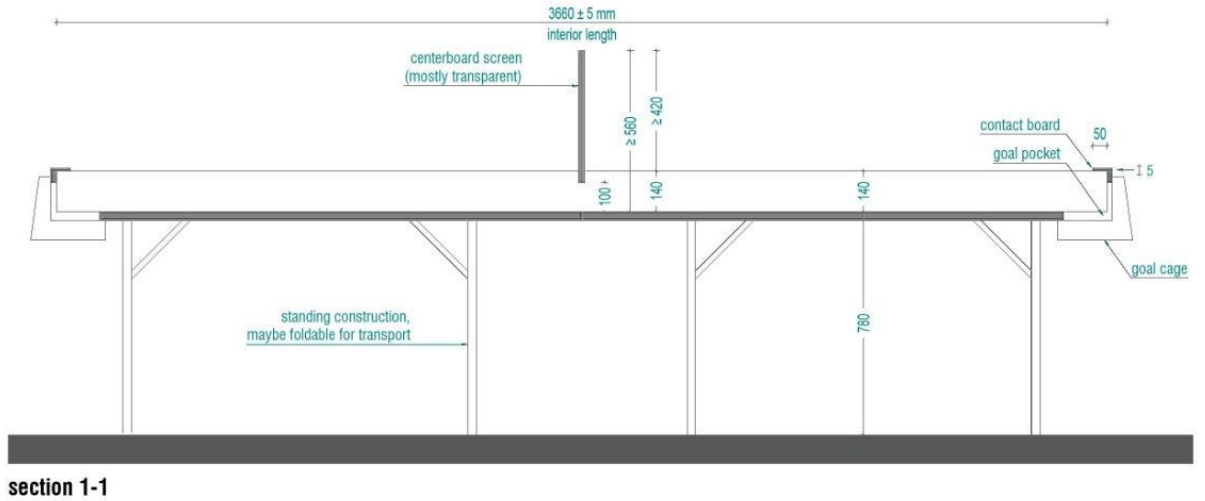 3660 ± 5 mm
interior length
centerboard screen
(mostly transparent)
≥ 560
≥ 420
contact board
50
goal pocket
5
100
140
140
goal cage
standing construction,
maybe foldable for transport
780
section 1-1